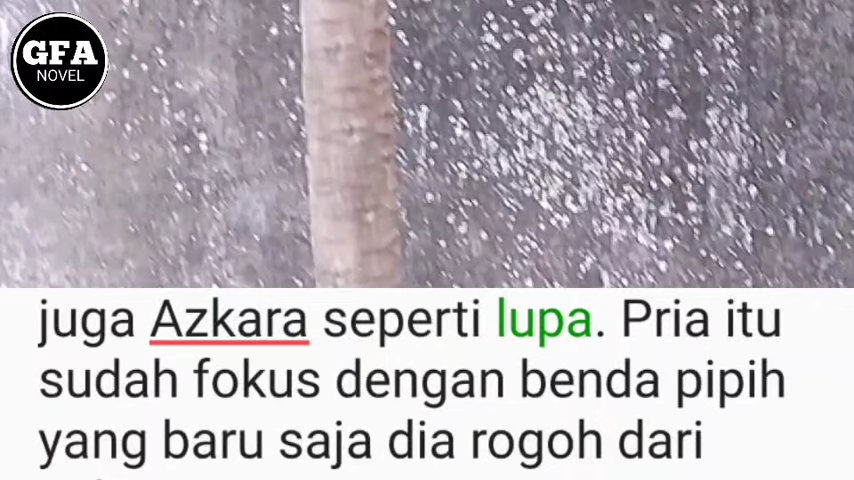 GFA
NOVEL
juga Azkara seperti lupa. Pria itu
sudah fokus dengan benda pipih
yang baru saja dia rogoh dari